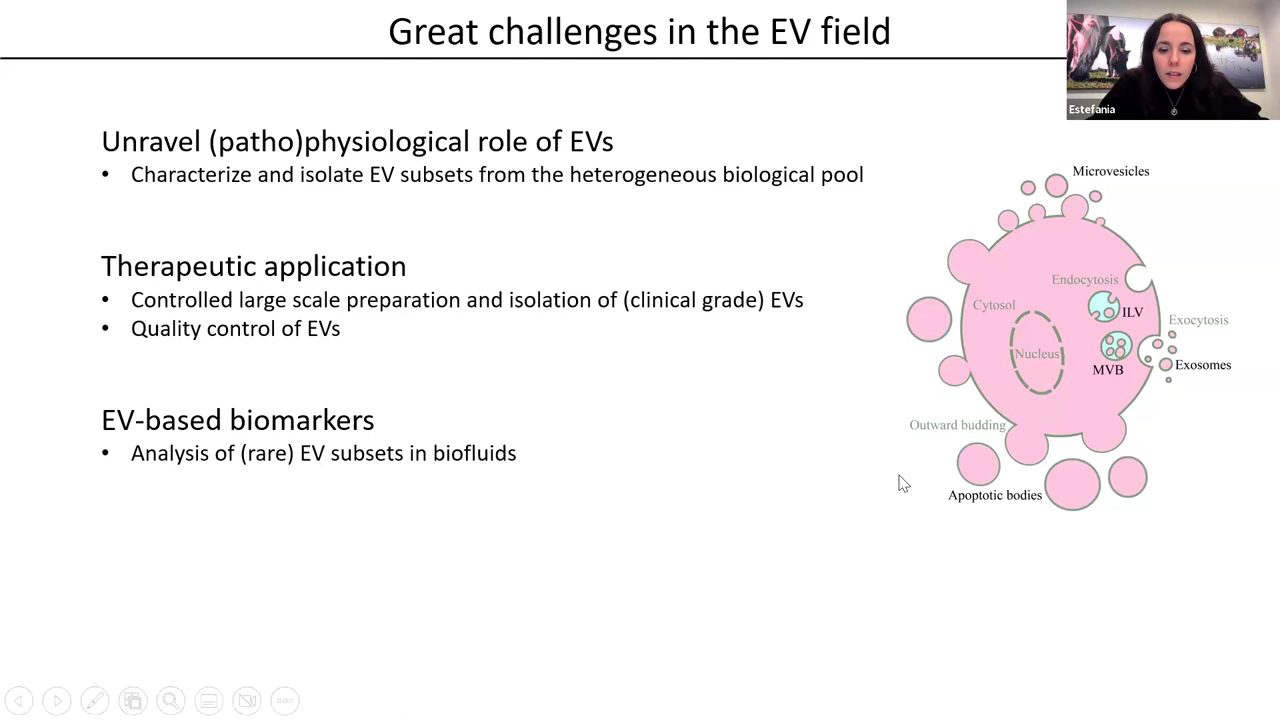 Great challenges in the EV field
Estefania
Unravel (patho)physiological role of EVs
• Characterize and isolate EV subsets from the heterogeneous biological pool
Therapeutic application
• Controlled large scale preparation and isolation of (clinical grade) EVs
• Quality control of EVs
EV-based biomarkers
• Analysis of (rare) EV subsets in biofluids
Microvesicles
Endocytosis
Cytosol
ILV
Exocytosis
Nucleus
MVB
Exosomes
Outward budding
Apoptotic bodies